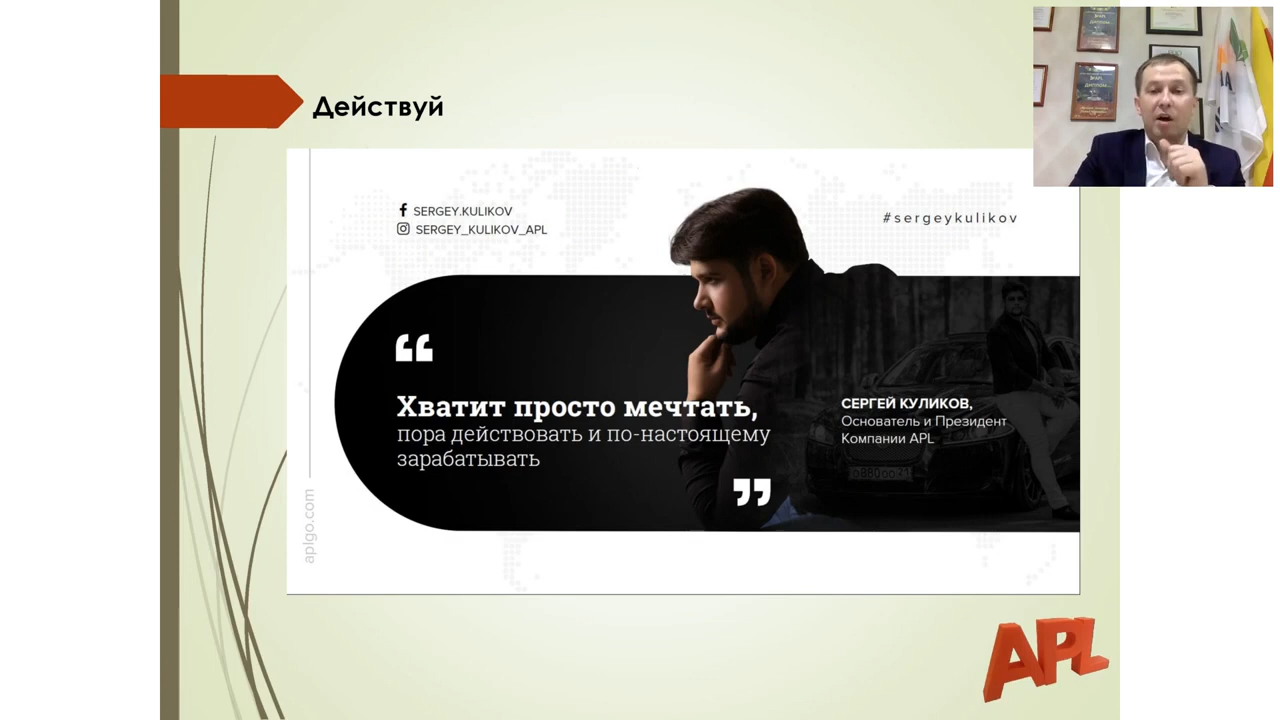 Действуй
SERGEY.KULIKOV
SERGEY_KULIKOV_APL
#sergeykulikov
“
Хватит просто мечтать,
пора действовать и по-настоящему
зарабатывать
”
СЕРГЕЙ КУЛИКОВ,
Основатель и Президент
Компании APL
aplgo.com
APL